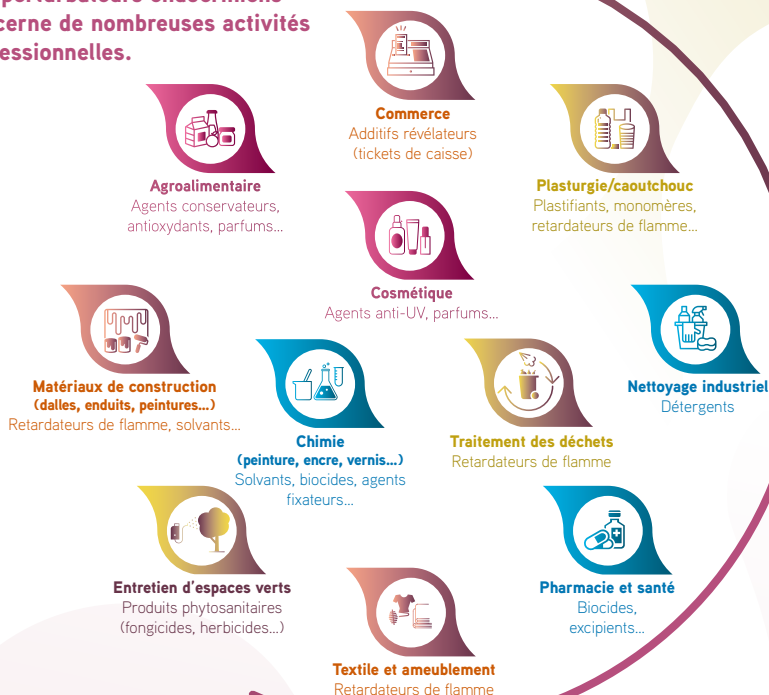 perturbateurs endocriniens
cerne de nombreuses activités
essionnelles.
Commerce
Additifs révélateurs
(tickets de caisse)
Agroalimentaire
Agents conservateurs,
antioxydants, parfums...
Plasturgie/caoutchouc
Plastifiants, monomères,
retardateurs de flamme...
Cosmétique
Agents anti-UV, parfums...
Matériaux de construction
(dalles, enduits, peintures...)
Retardateurs de flamme, solvants...
Chimie
(peinture, encre, vernis...)
Solvants, biocides, agents
fixateurs...
Traitement des déchets
Retardateurs de flamme
Nettoyage industriel
Détergents
Entretien d'espaces verts
Produits phytosanitaires
(fongicides, herbicides...)
Pharmacie et santé
Biocides,
excipients...
Textile et ameublement
Retardateurs de flamme